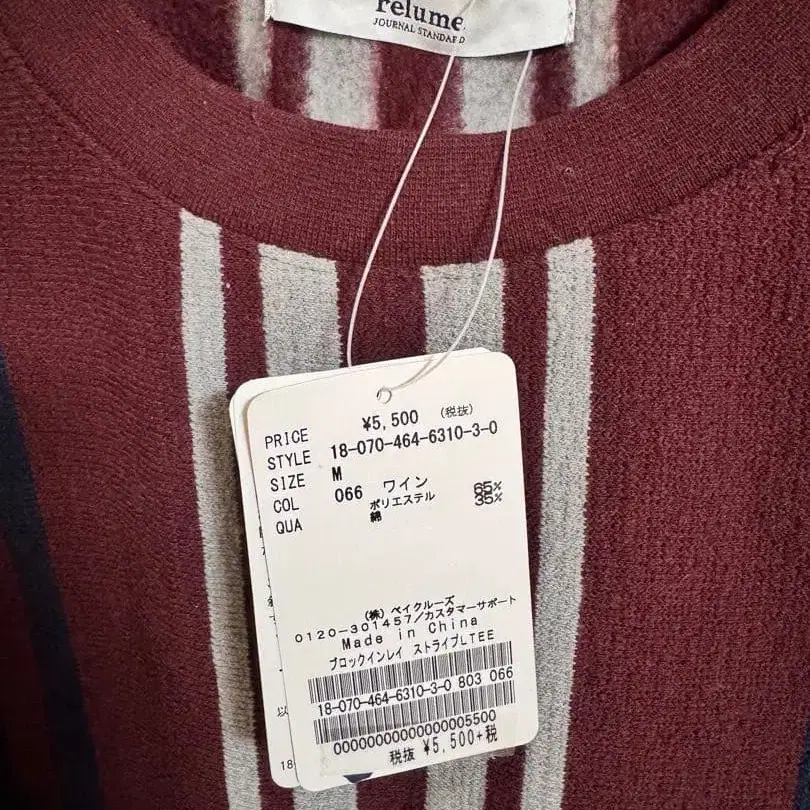 relume
JOURNAL STANDARD
PRICE ¥5,500 (税抜)
STYLE 18-070-464-6310-3-0
SIZE M
COL 066 ワイン
QUA ポリエステル 65%
綿 35%
(株) ベイクルーズ
0120-301457/カスタマーサポート
Made in China
ブロックインレイ ストライプLTEE
18-070-464-6310-3-0 803 066
00000000000000005500
税抜 ¥5,500+税
以
18